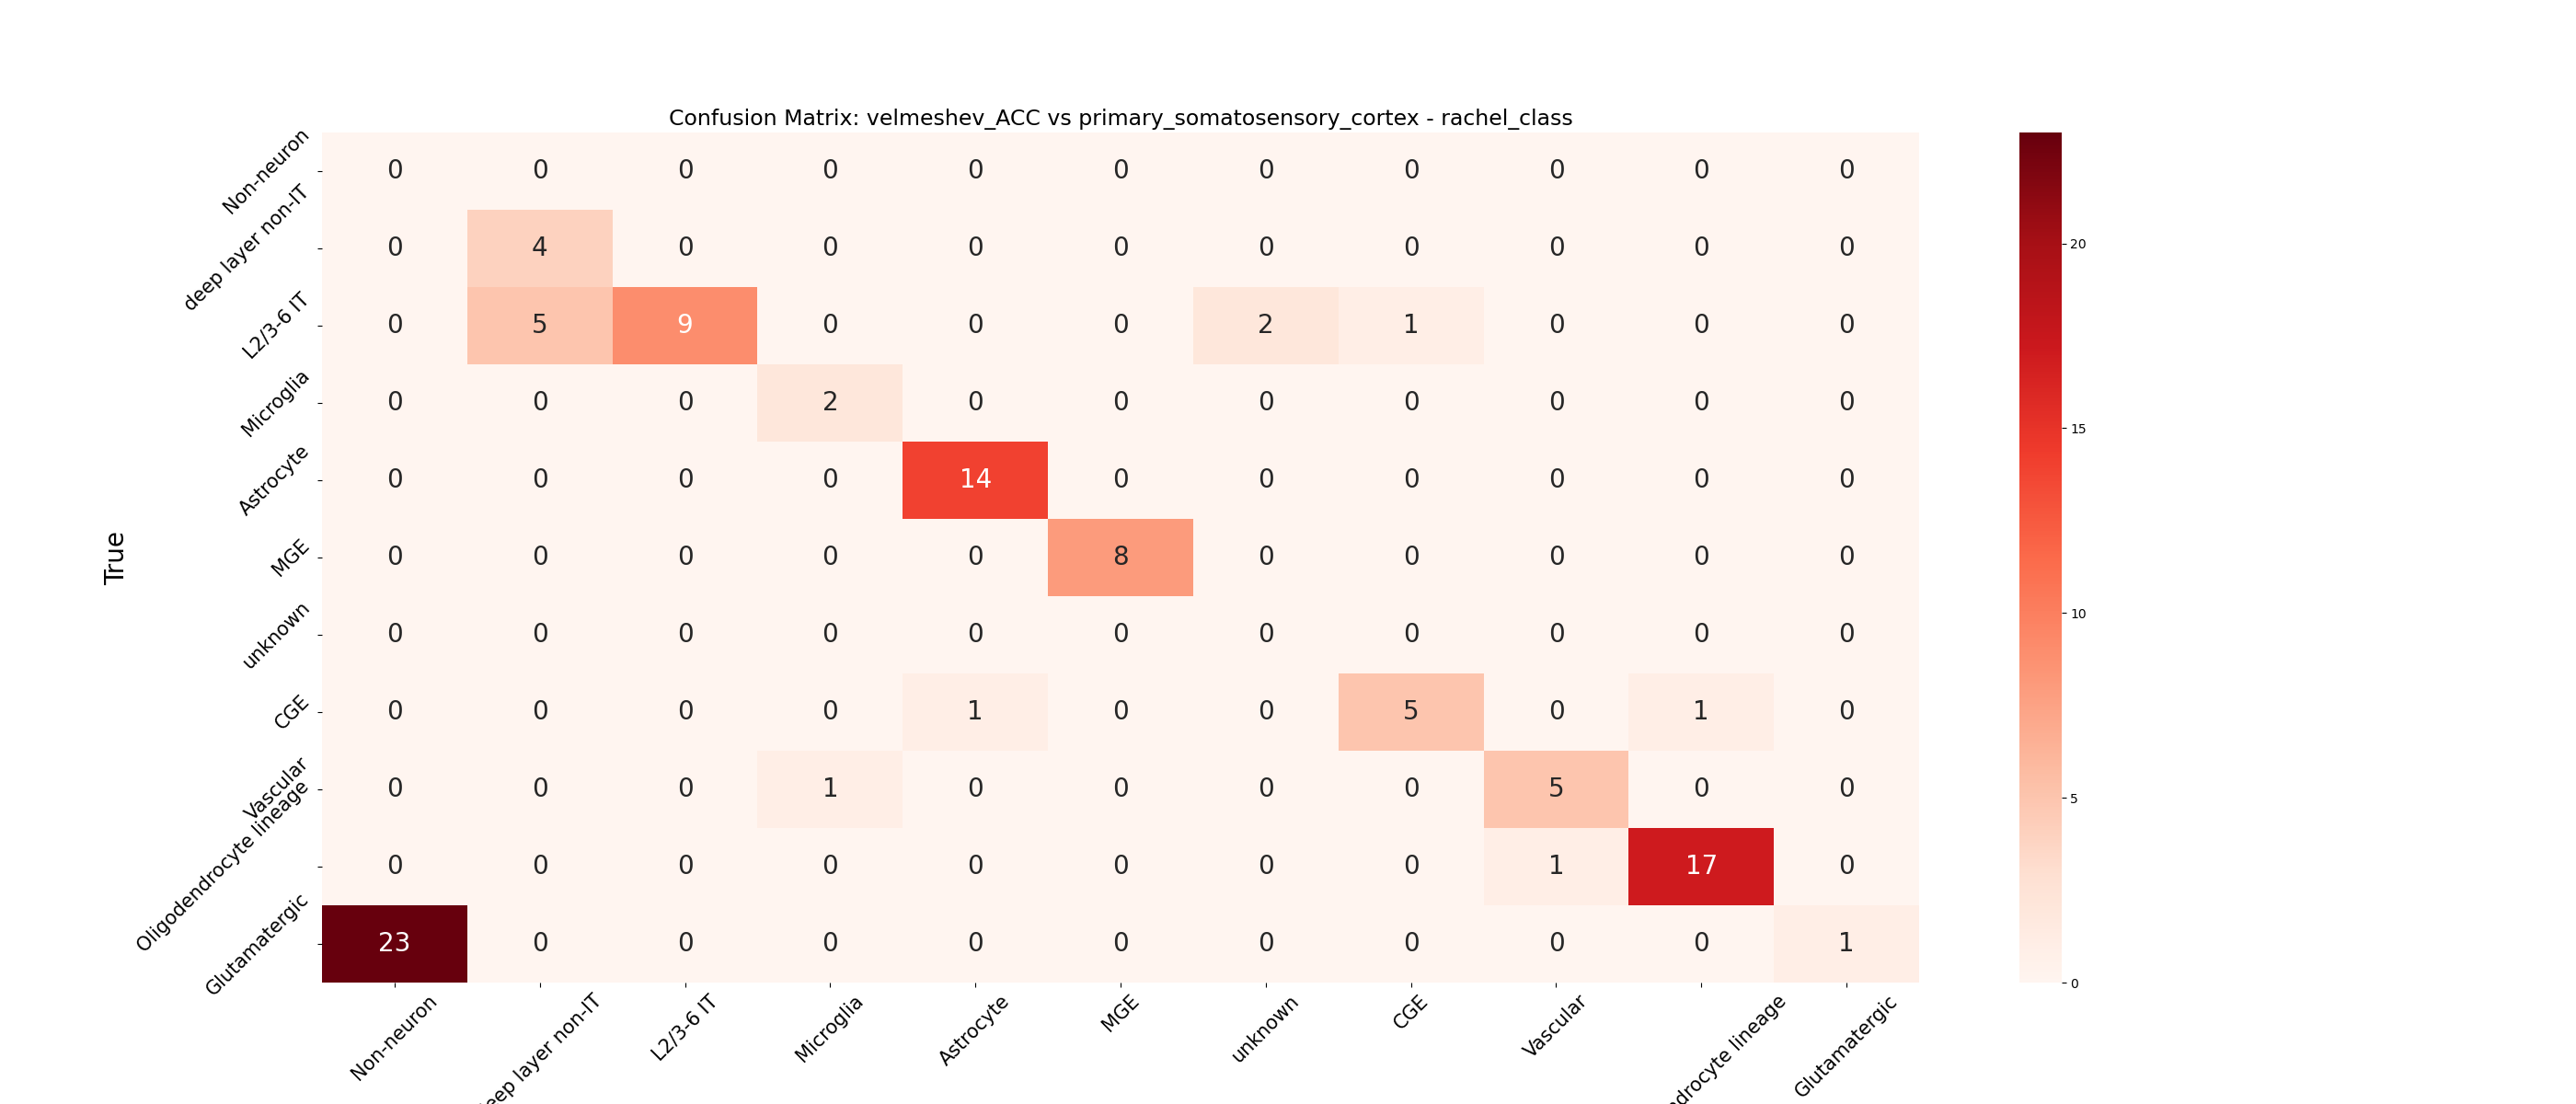 Confusion Matrix: velmeshev_ACC vs primary_somatosensory_cortex - rachel_class
True
Non-neuron 0 0 0 0 0 0 0 0 0 0 0
deep layer non-IT 0 4 0 0 0 0 0 0 0 0 0
L2/3-6 IT 0 5 9 0 0 0 2 1 0 0 0
Microglia 0 0 0 2 0 0 0 0 0 0 0
Astrocyte 0 0 0 0 14 0 0 0 0 0 0
MGE 0 0 0 0 0 8 0 0 0 0 0
unknown 0 0 0 0 0 0 0 0 0 0 0
CGE 0 0 0 0 1 0 0 5 0 1 0
Vascular 0 0 0 1 0 0 0 0 5 0 0
Oligodendrocyte lineage 0 0 0 0 0 0 0 0 1 17 0
Glutamatergic 23 0 0 0 0 0 0 0 0 0 1
Non-neuron
eep layer non-IT
L2/3-6 IT
Microglia
Astrocyte
MGE
unknown
CGE
Vascular
drocyte lineage
Glutamatergic
20
15
10
5
0